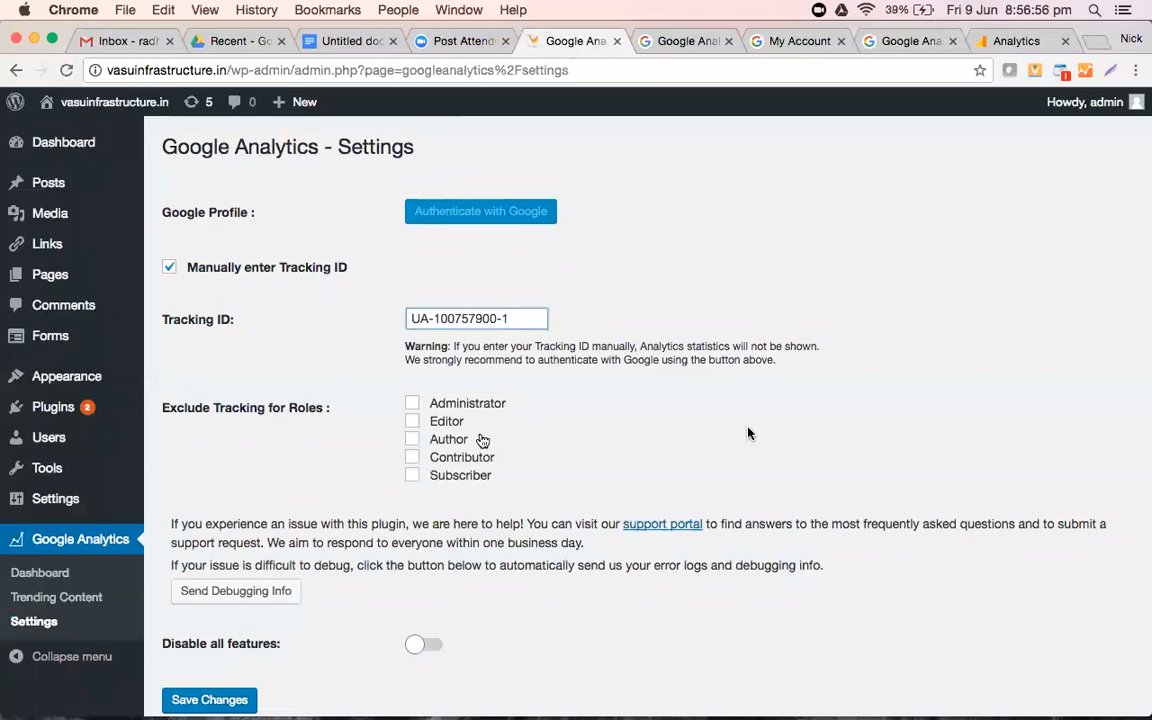 Chrome File Edit View History Bookmarks People Window Help 38% Fri 9 Jun 8:56:56 pm
Inbox - radh Recent - Go Untitled doc Post Attend Google Ana Google Anal My Account Google Ana Analytics Nick
vasuinfrastructure.in/wp-admin/admin.php?page=googleanalytics%2Fsettings 1
vasuinfrastructure.in 5 0 + New Howdy, admin
Dashboard
Posts
Media
Links
Pages
Comments
Forms
Appearance
Plugins 2
Users
Tools
Settings
Google Analytics
Dashboard
Trending Content
Settings
Collapse menu
Google Analytics - Settings
Google Profile : Authenticate with Google
Manually enter Tracking ID
Tracking ID: UA-100757900-1
Warning: If you enter your Tracking ID manually, Analytics statistics will not be shown.
We strongly recommend to authenticate with Google using the button above.
Exclude Tracking for Roles : Administrator
Editor
Author
Contributor
Subscriber
If you experience an issue with this plugin, we are here to help! You can visit our support portal to find answers to the most frequently asked questions and to submit a
support request. We aim to respond to everyone within one business day.
If your issue is difficult to debug, click the button below to automatically send us your error logs and debugging info.
Send Debugging Info
Disable all features:
Save Changes